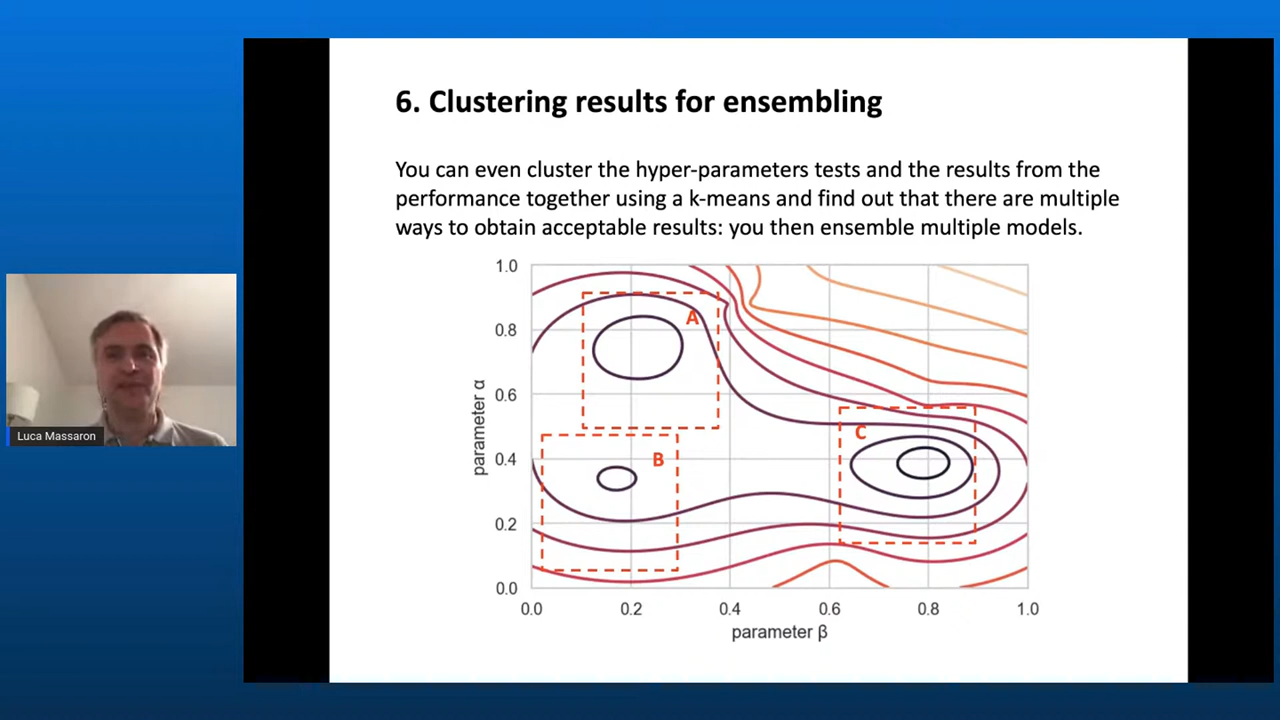 6. Clustering results for ensembling
You can even cluster the hyper-parameters tests and the results from the
performance together using a k-means and find out that there are multiple
ways to obtain acceptable results: you then ensemble multiple models.
1.0
0.8
0.6
0.4
0.2
0.0
parameter α
A
B
C
0.0 0.2 0.4 0.6 0.8 1.0
parameter β
Luca Massaron